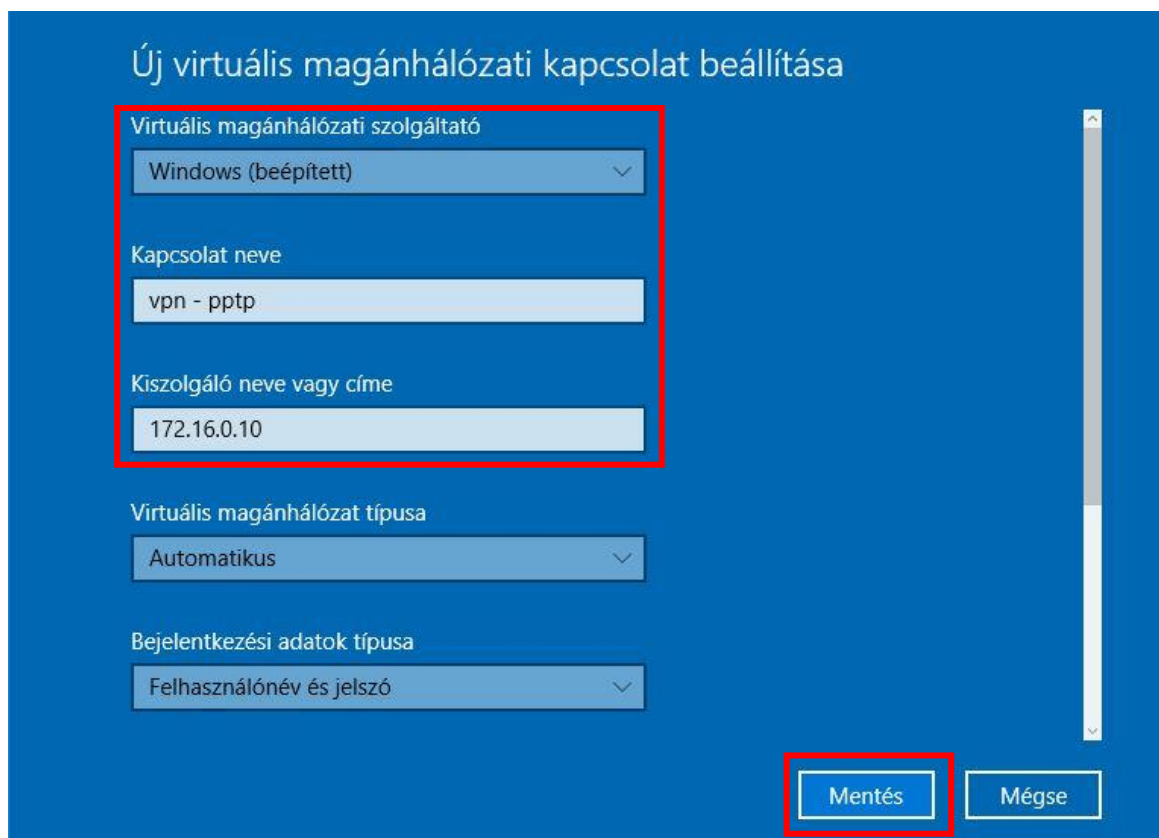 Új virtuális magánhálózati kapcsolat beállítása
Virtuális magánhálózati szolgáltató
Windows (beépített)
Kapcsolat neve
vpn - pptp
Kiszolgáló neve vagy címe
172.16.0.10
Virtuális magánhálózat típusa
Automatikus
Bejelentkezési adatok típusa
Felhasználónév és jelszó
Mentés
Mégse